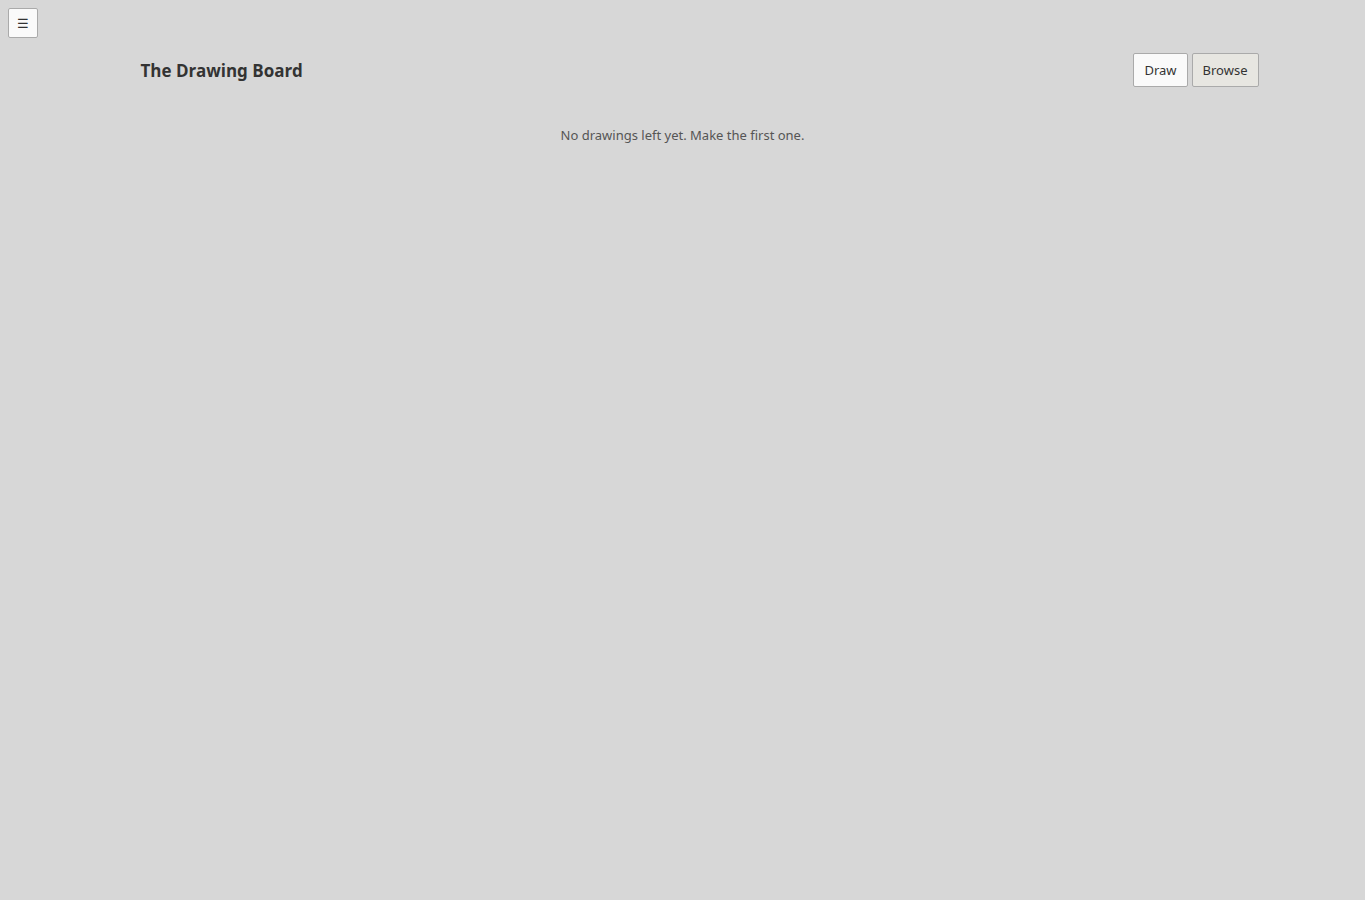 ☰
The Drawing Board
Draw
Browse
No drawings left yet. Make the first one.